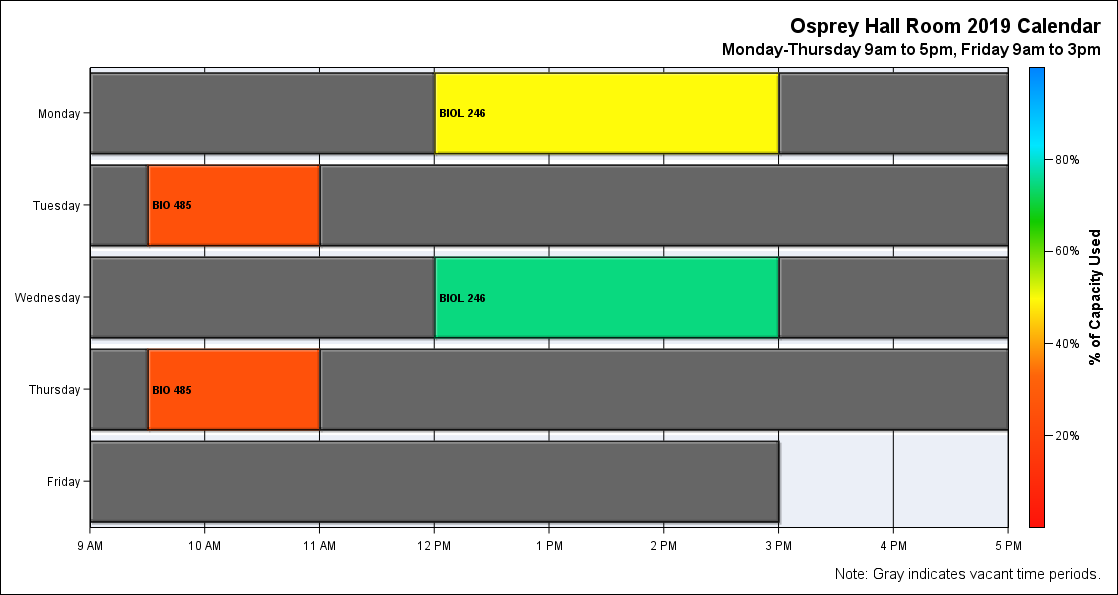 Osprey Hall Room 2019 Calendar
Monday-Thursday 9am to 5pm, Friday 9am to 3pm
Monday
BIOL 246
Tuesday
BIO 485
Wednesday
BIOL 246
Thursday
BIO 485
Friday
9 AM 10 AM 11 AM 12 PM 1 PM 2 PM 3 PM 4 PM 5 PM
80%
60%
40%
20%
% of Capacity Used
Note: Gray indicates vacant time periods.